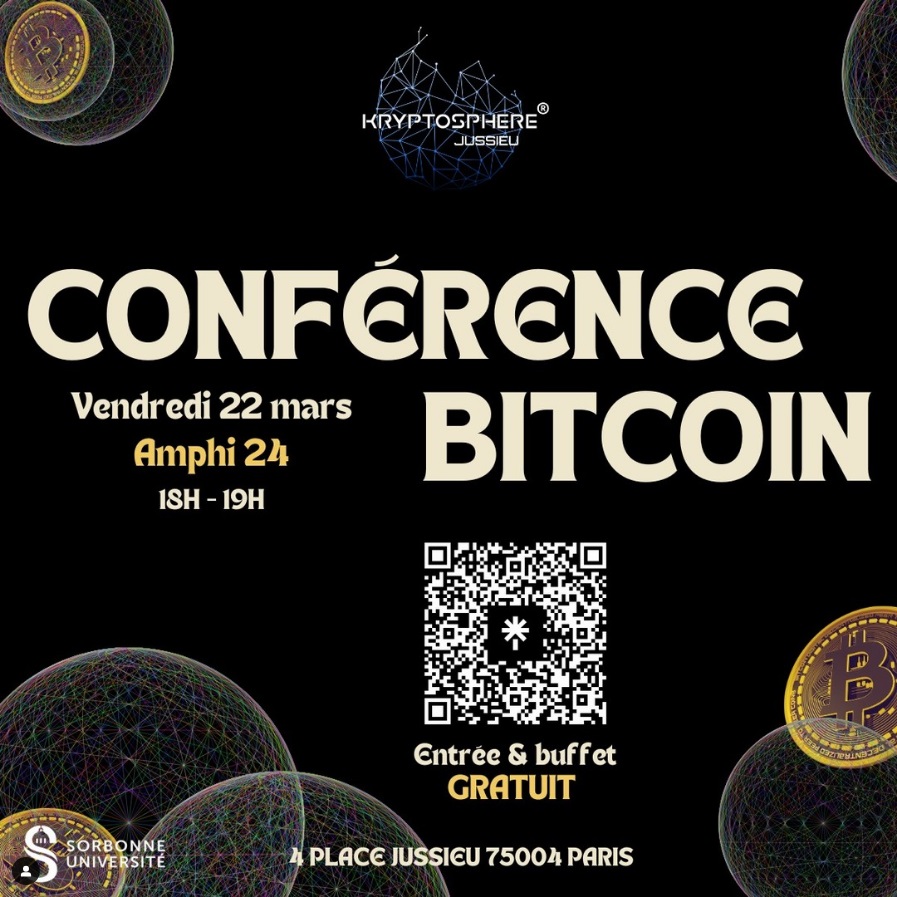 KRYPTOSPHERE®
JUSSIEU
CONFÉRENCE
BITCOIN
Vendredi 22 mars
Amphi 24
18H - 19H
Entrée & buffet
GRATUIT
4 PLACE JUSSIEU 75004 PARIS
SORBONNE
UNIVERSITÉ